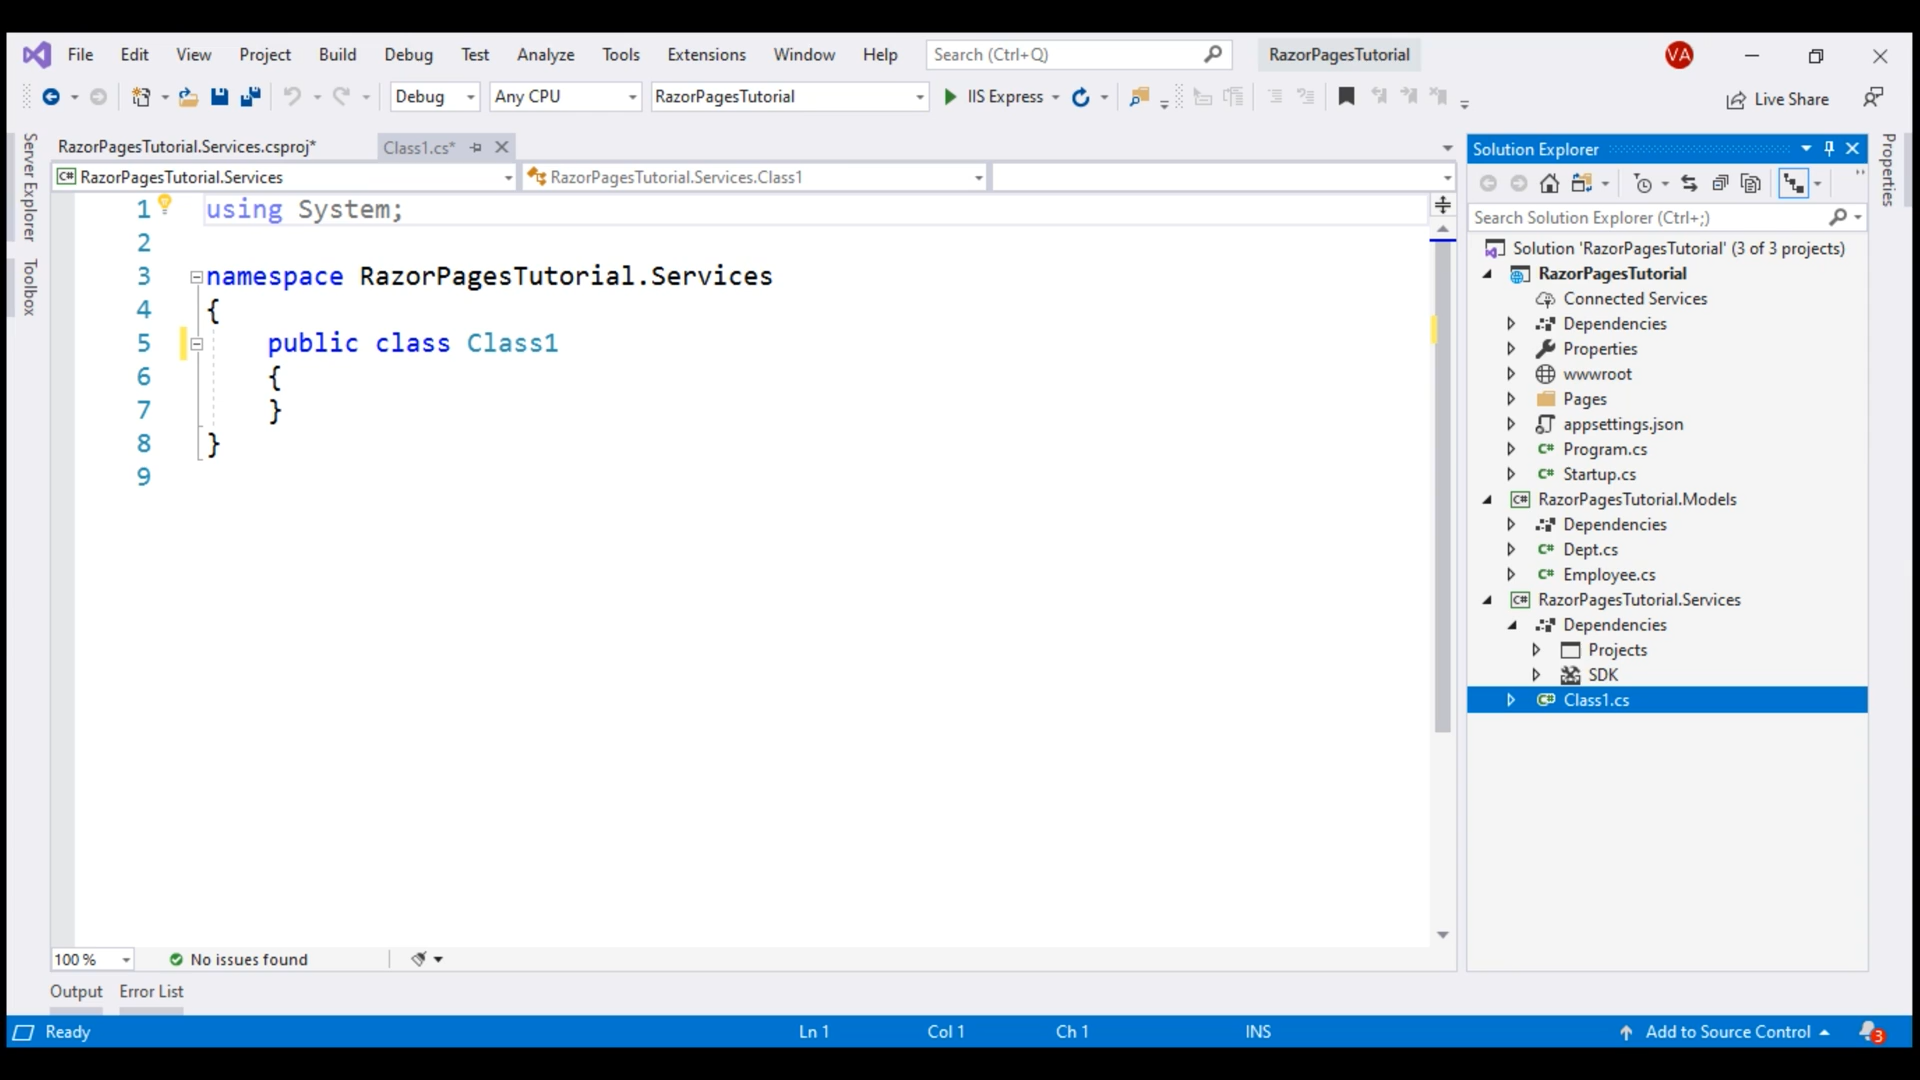 File Edit View Project Build Debug Test Analyze Tools Extensions Window Help Search (Ctrl+Q) RazorPagesTutorial VA
Debug Any CPU RazorPagesTutorial IIS Express Live Share
Server Explorer
Toolbox
RazorPagesTutorial.Services.csproj* Class1.cs*
RazorPagesTutorial.Services RazorPagesTutorial.Services.Class1
1 using System;
2
3 namespace RazorPagesTutorial.Services
4 {
5 public class Class1
6 {
7 }
8 }
9
100 % No issues found
Output Error List
Solution Explorer
Search Solution Explorer (Ctrl+;)
Solution 'RazorPagesTutorial' (3 of 3 projects)
RazorPagesTutorial
Connected Services
Dependencies
Properties
wwwroot
Pages
appsettings.json
C# Program.cs
C# Startup.cs
C# RazorPagesTutorial.Models
Dependencies
C# Dept.cs
C# Employee.cs
C# RazorPagesTutorial.Services
Dependencies
Projects
SDK
C# Class1.cs
Properties
Ready Ln 1 Col 1 Ch 1 INS Add to Source Control 3